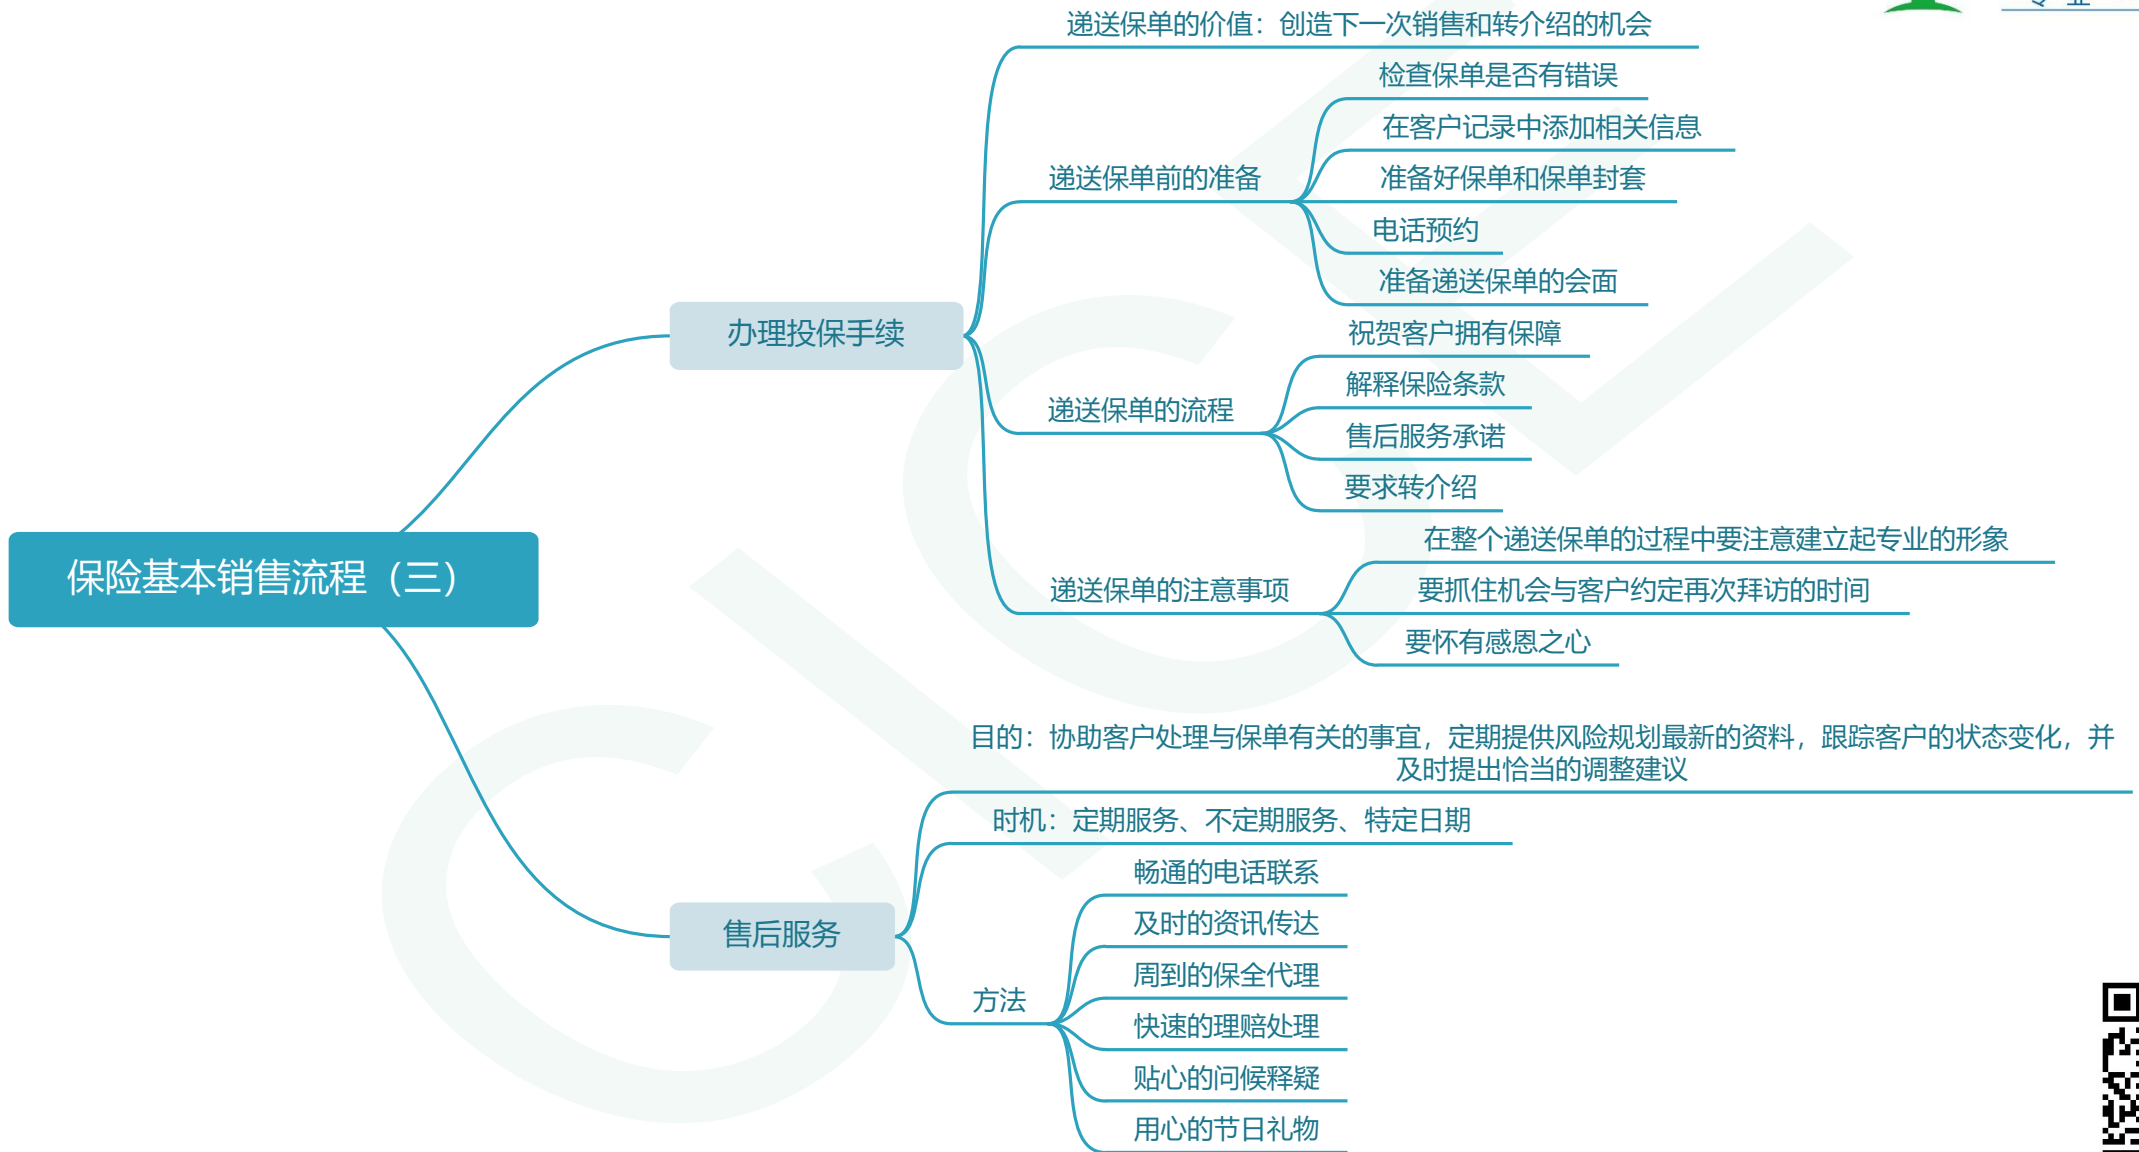 专业
递送保单的价值：创造下一次销售和转介绍的机会
检查保单是否有错误
在客户记录中添加相关信息
递送保单前的准备
准备好保单和保单封套
电话预约
准备递送保单的会面
办理投保手续
祝贺客户拥有保障
解释保险条款
递送保单的流程
售后服务承诺
要求转介绍
保险基本销售流程（三）
在整个递送保单的过程中要注意建立起专业的形象
递送保单的注意事项
要抓住机会与客户约定再次拜访的时间
要怀有感恩之心
目的：协助客户处理与保单有关的事宜，定期提供风险规划最新的资料，跟踪客户的状态变化，并
及时提出恰当的调整建议
时机：定期服务、不定期服务、特定日期
售后服务
畅通的电话联系
及时的资讯传达
周到的保全代理
方法
快速的理赔处理
贴心的问候释疑
用心的节日礼物